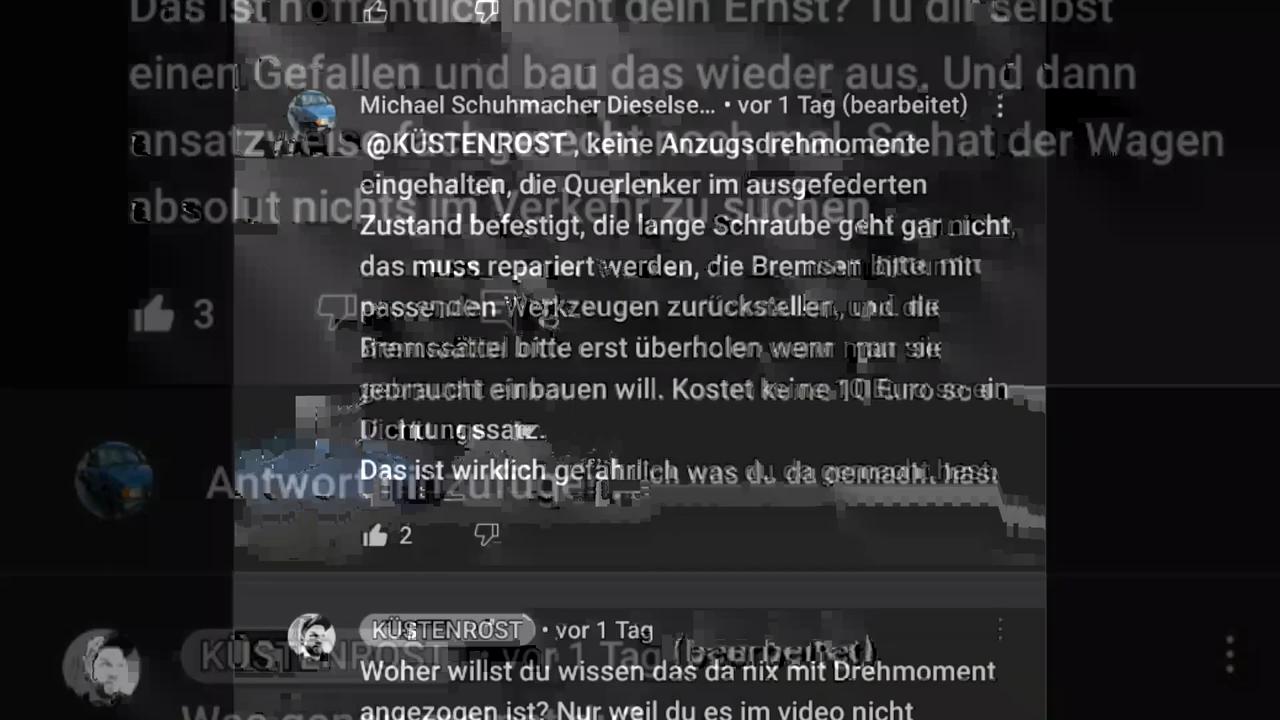 Das ist hoffentlich nicht dein Ernst? Tu dir selbst
einen Gefallen und bau das wieder aus. Und dann
hat der Wagen
absolut nichts im Verkehr zu suchen
3
Antwort hinzufügen
KÜSTENROST • vor 1 Tag (bearbeitet)
Michael Schuhmacher Dieselse... • vor 1 Tag (bearbeitet)
@KÜSTENROST , keine Anzugsdrehmomente
eingehalten, die Querlenker im ausgefederten
Zustand befestigt, die lange Schraube geht gar nicht,
das muss repariert werden, die Bremsen bitte mit
passenden Werkzeugen zurückstellen, und die
Bremssättel bitte erst überholen wenn man sie
gebraucht einbauen will. Kostet keine 10 Euro so ein
Dichtungssatz.
Das ist wirklich gefährlich was du da gemacht hast
2
KÜSTENROST • vor 1 Tag
Woher willst du wissen das da nix mit Drehmoment
angezogen ist? Nur weil du es im video nicht